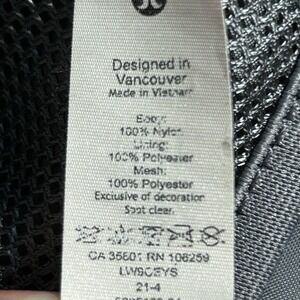 Designed in
Vancouver
Made in Vietnam
Body:
100% Nylon
Lining:
100% Polyester
Mesh:
100% Polyester
Exclusive of decoration
Spot clean
CA 35801 RN 106259
LW9CEYS
21-4